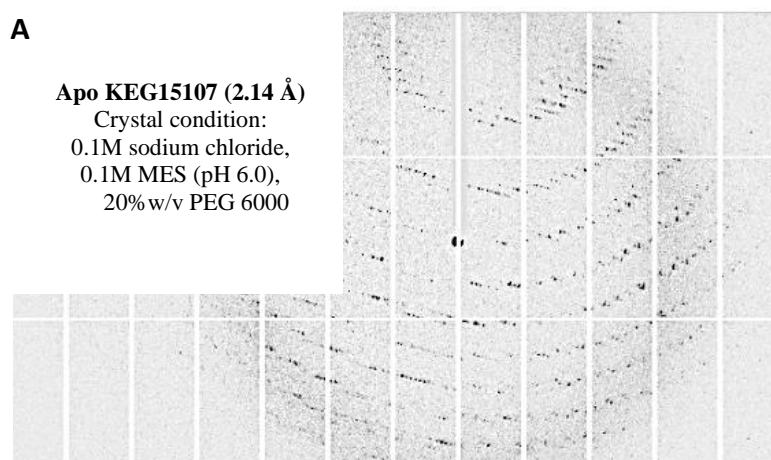 A
Apo KEG15107 (2.14 Å)
Crystal condition:
0.1M sodium chloride,
0.1M MES (pH 6.0),
20%w/v PEG 6000